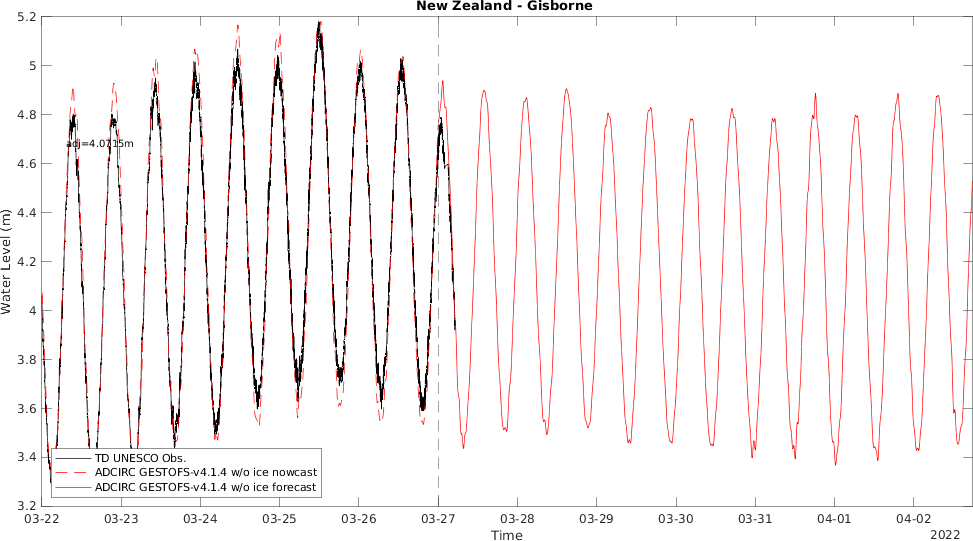 New Zealand - Gisborne
5.2
5
4.8
adj=4.0715m
4.6
4.4
4.2
4
3.8
3.6
3.4
3.2
Water Level (m)
TD UNESCO Obs.
ADCIRC GESTOFS-v4.1.4 w/o ice nowcast
ADCIRC GESTOFS-v4.1.4 w/o ice forecast
03-22 03-23 03-24 03-25 03-26 03-27 03-28 03-29 03-30 03-31 04-01 04-02
Time
2022